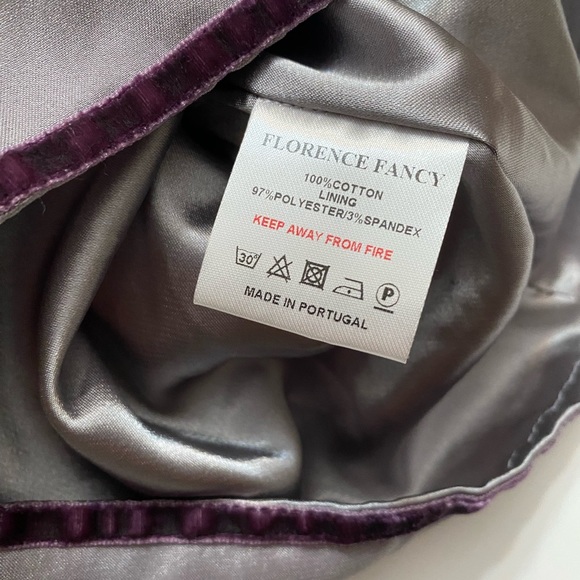 FLORENCE FANCY
100%COTTON
LINING
97%POLYESTER/3%SPANDEX
KEEP AWAY FROM FIRE
30° P
MADE IN PORTUGAL